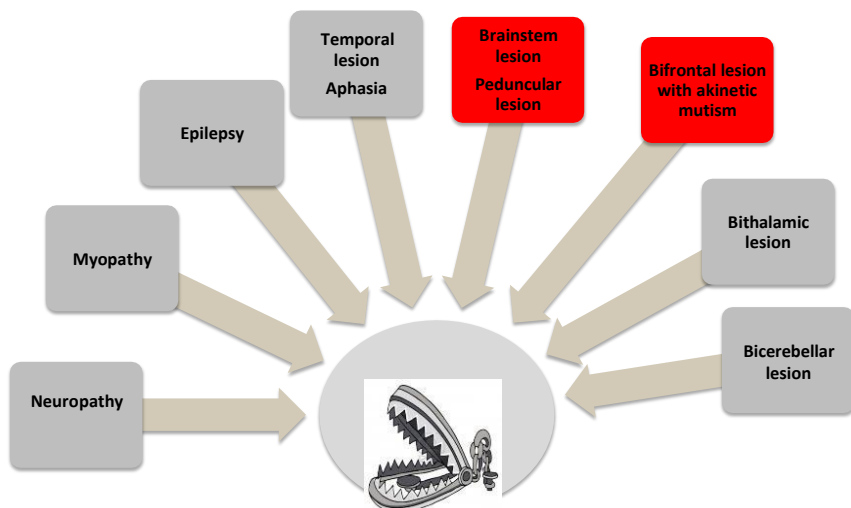 Temporal
lesion
Aphasia
Brainstem
lesion
Peduncular
lesion
Bifrontal lesion
with akinetic
mutism
Epilepsy
Bithalamic
lesion
Myopathy
Bicerebellar
lesion
Neuropathy